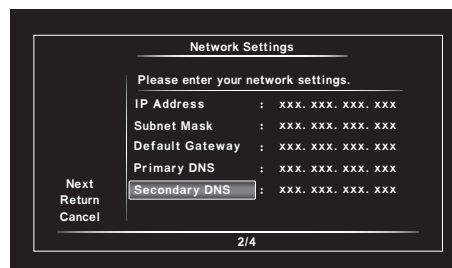 Network Settings
Please enter your network settings.
IP Address : xxx. xxx. xxx. xxx
Subnet Mask : xxx. xxx. xxx. xxx
Default Gateway : xxx. xxx. xxx. xxx
Primary DNS : xxx. xxx. xxx. xxx
Secondary DNS : xxx. xxx. xxx. xxx
Next
Return
Cancel
2/4